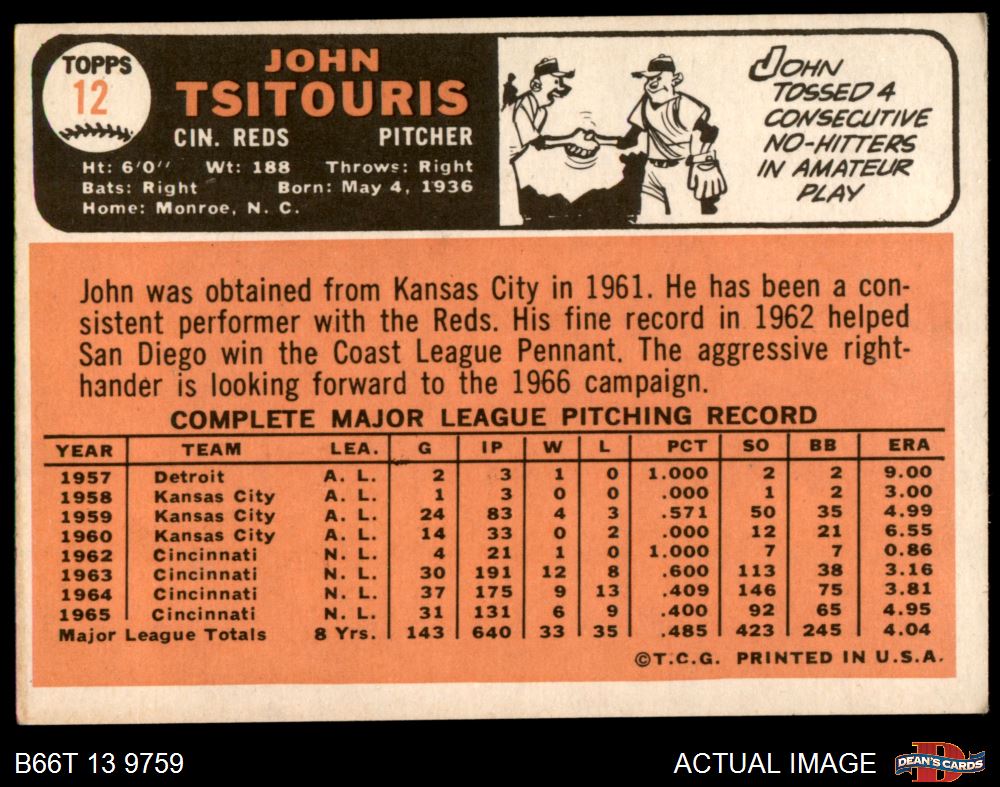 TOPPS
12
JOHN
TSITOURIS
CIN. REDS PITCHER
Ht: 6'0'' Wt: 188 Throws: Right
Bats: Right Born: May 4, 1936
Home: Monroe, N. C.
JOHN
TOSSED 4
CONSECUTIVE
NO-HITTERS
IN AMATEUR
PLAY
John was obtained from Kansas City in 1961. He has been a con-
sistent performer with the Reds. His fine record in 1962 helped
San Diego win the Coast League Pennant. The aggressive right-
hander is looking forward to the 1966 campaign.
COMPLETE MAJOR LEAGUE PITCHING RECORD
YEAR TEAM LEA. G IP W L PCT SO BB ERA
1957 Detroit A. L. 2 3 1 0 1.000 2 2 9.00
1958 Kansas City A. L. 1 3 0 0 .000 1 2 3.00
1959 Kansas City A. L. 24 83 4 3 .571 50 35 4.99
1960 Kansas City A. L. 14 33 0 2 .000 12 21 6.55
1962 Cincinnati N. L. 4 21 1 0 1.000 7 7 0.86
1963 Cincinnati N. L. 30 191 12 8 .600 113 38 3.16
1964 Cincinnati N. L. 37 175 9 13 .409 146 75 3.81
1965 Cincinnati N. L. 31 131 6 9 .400 92 65 4.95
Major League Totals 8 Yrs. 143 640 33 35 .485 423 245 4.04
©T.C.G. PRINTED IN U.S.A.
B66T 13 9759 ACTUAL IMAGE
DEAN'S CARDS